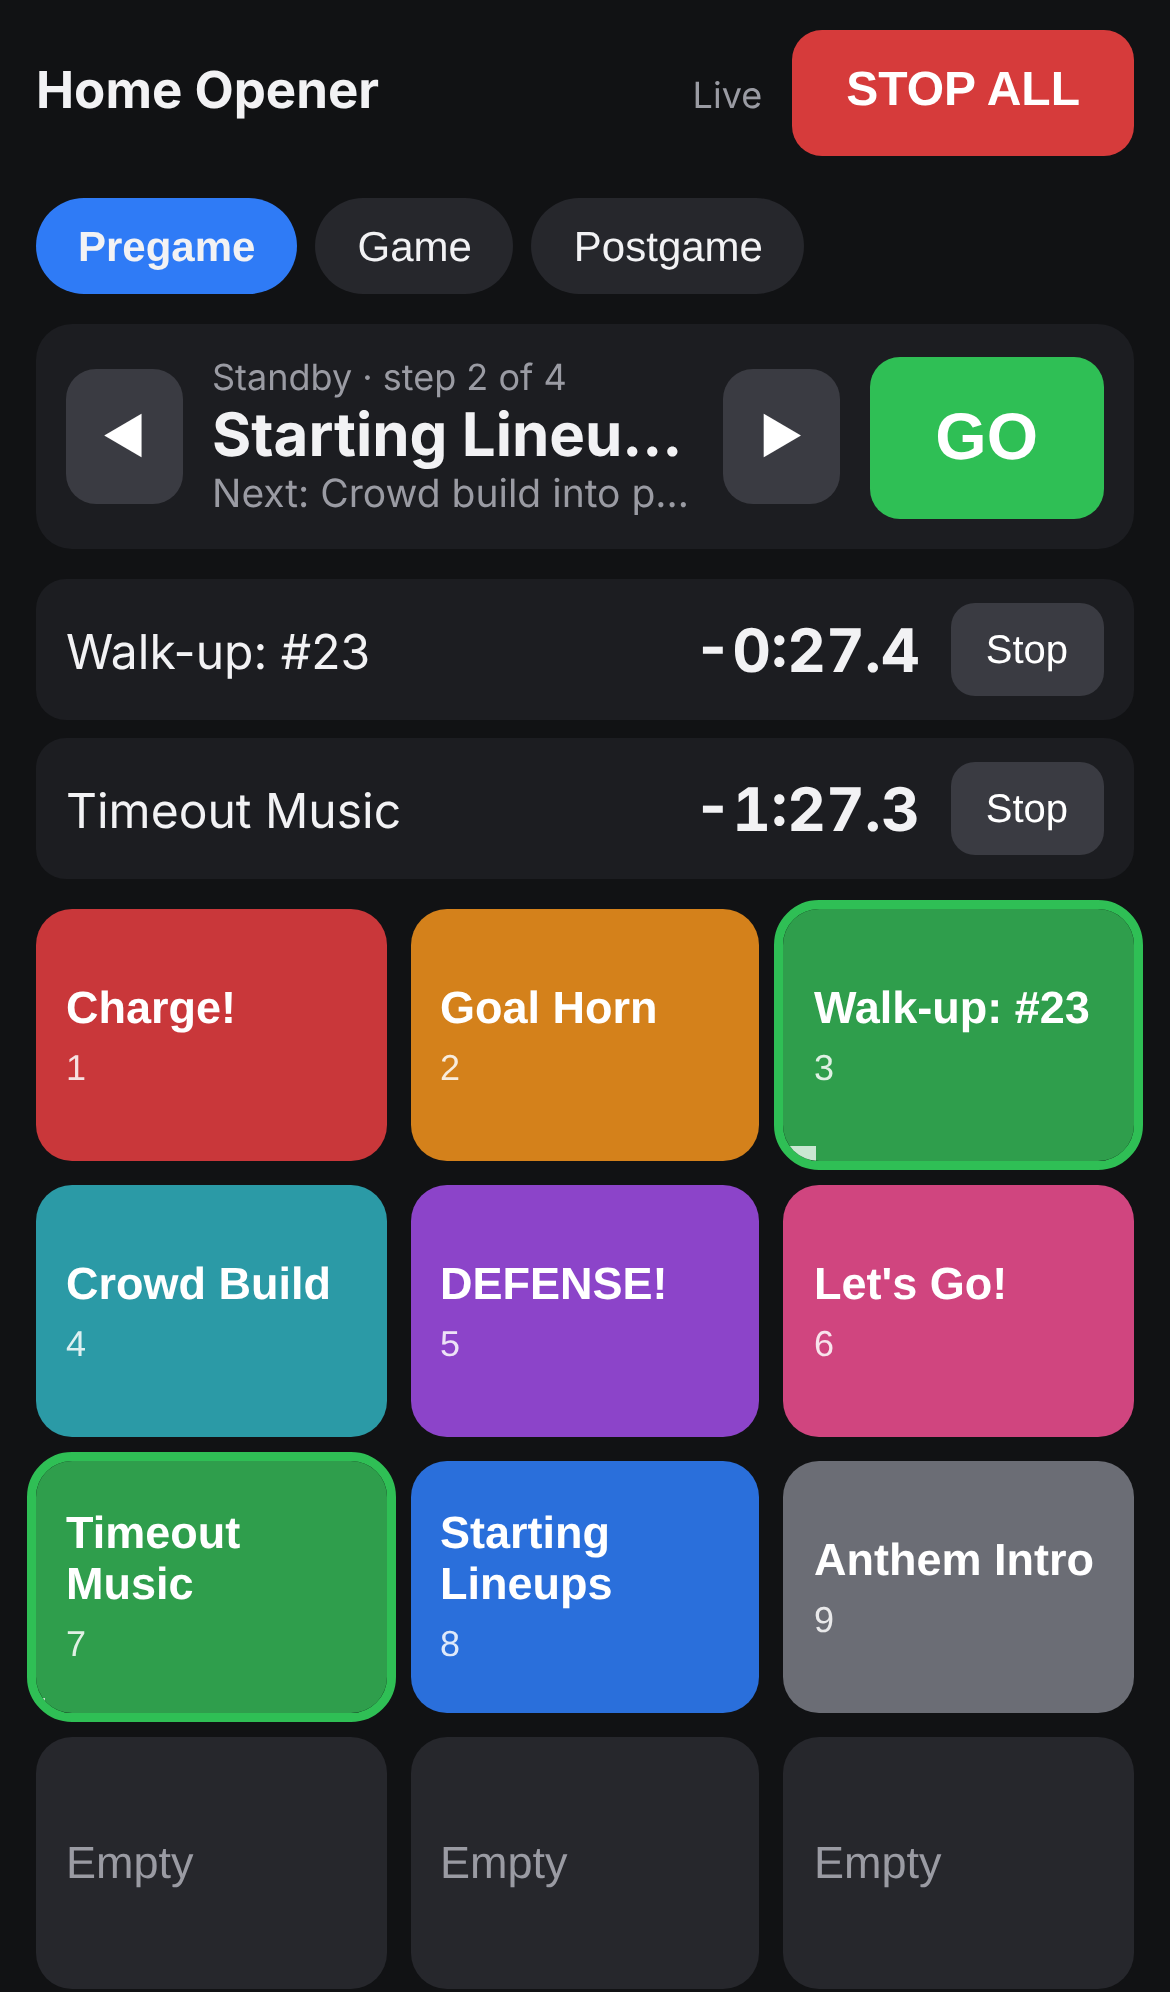 Home Opener
Live
STOP ALL
Pregame
Game
Postgame
Standby · step 2 of 4
Starting Lineu...
Next: Crowd build into p...
GO
Walk-up: #23
-0:27.4
Stop
Timeout Music
-1:27.3
Stop
Charge!
1
Goal Horn
2
Walk-up: #23
3
Crowd Build
4
DEFENSE!
5
Let's Go!
6
Timeout
Music
7
Starting
Lineups
8
Anthem Intro
9
Empty
Empty
Empty